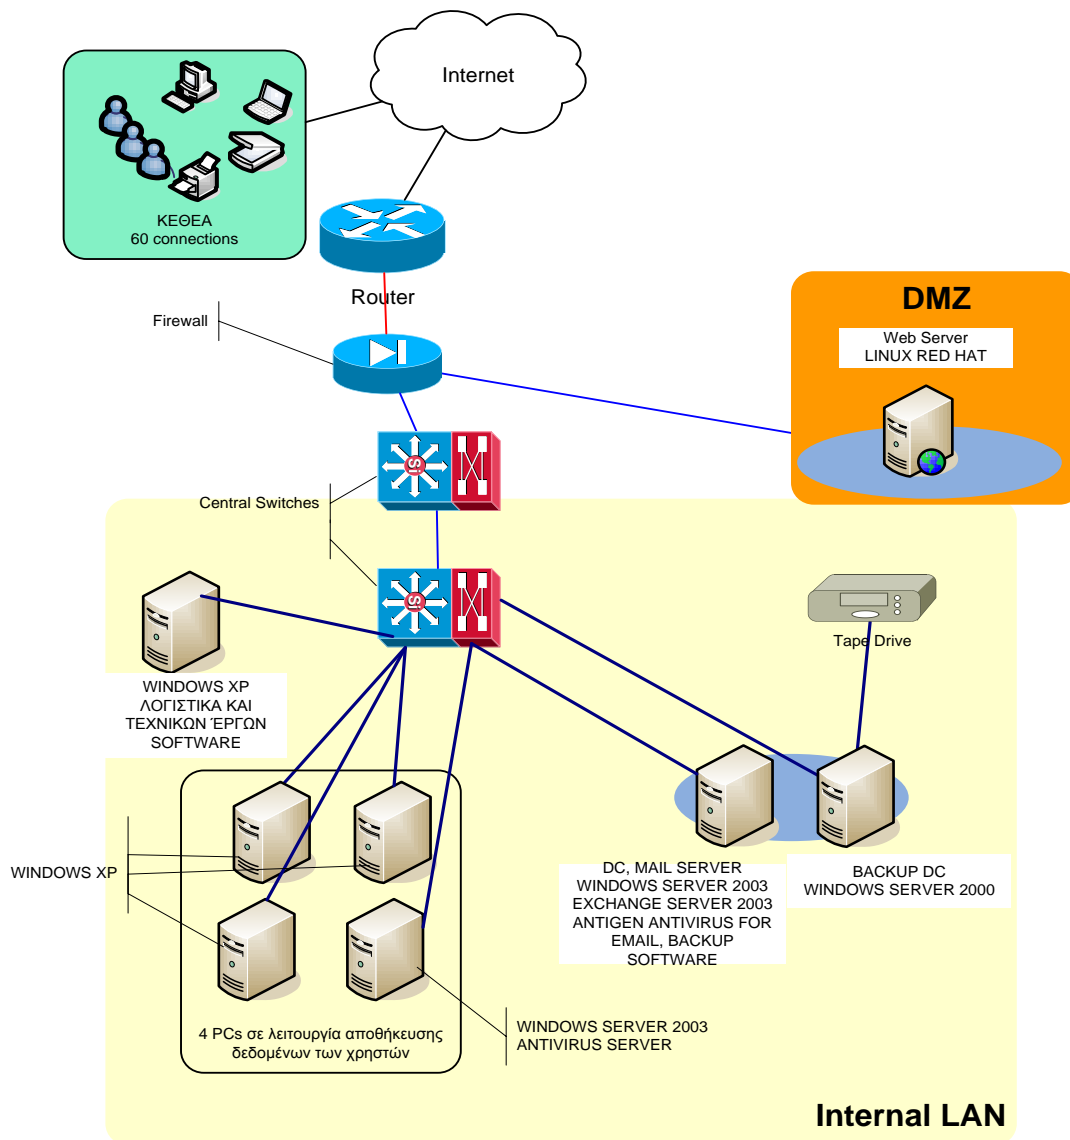 Internet
ΚΕΘΕΑ
60 connections
Router
Firewall
DMZ
Web Server
LINUX RED HAT
Si
Central Switches
Si
Tape Drive
WINDOWS XP
ΛΟΓΙΣΤΙΚΑ ΚΑΙ
ΤΕΧΝΙΚΩΝ ΈΡΓΩΝ
SOFTWARE
WINDOWS XP
DC, MAIL SERVER
WINDOWS SERVER 2003
EXCHANGE SERVER 2003
ANTIGEN ANTIVIRUS FOR
EMAIL, BACKUP
SOFTWARE
BACKUP DC
WINDOWS SERVER 2000
4 PCs σε λειτουργία αποθήκευσης
δεδομένων των χρηστών
WINDOWS SERVER 2003
ANTIVIRUS SERVER
Internal LAN